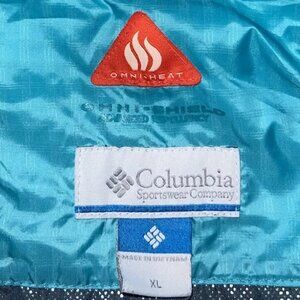 OMNI-HEAT
OMNI-SHIELD
ADVANCED REPELLENCY
Columbia
Sportswear Company
MADE IN VIETNAM
XL